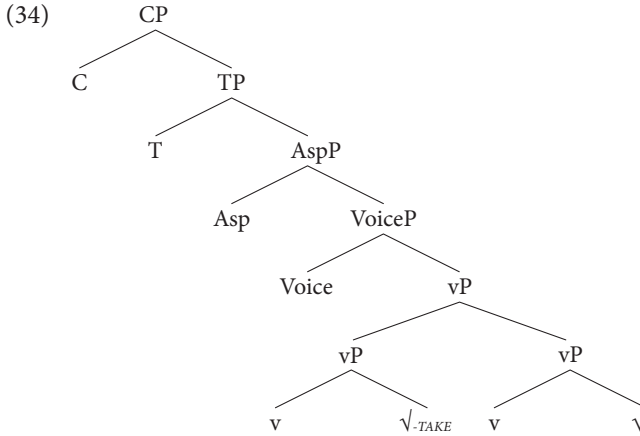 (34) CP
C TP
T AspP
Asp VoiceP
Voice vP
vP vP
v √-TAKE v √